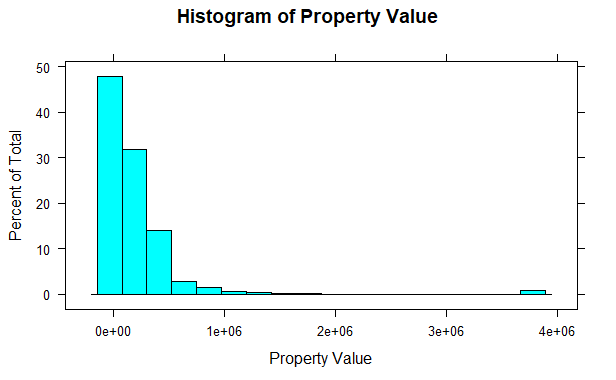 Histogram of Property Value
Percent of Total
50
40
30
20
10
0
0e+00 1e+06 2e+06 3e+06 4e+06
Property Value